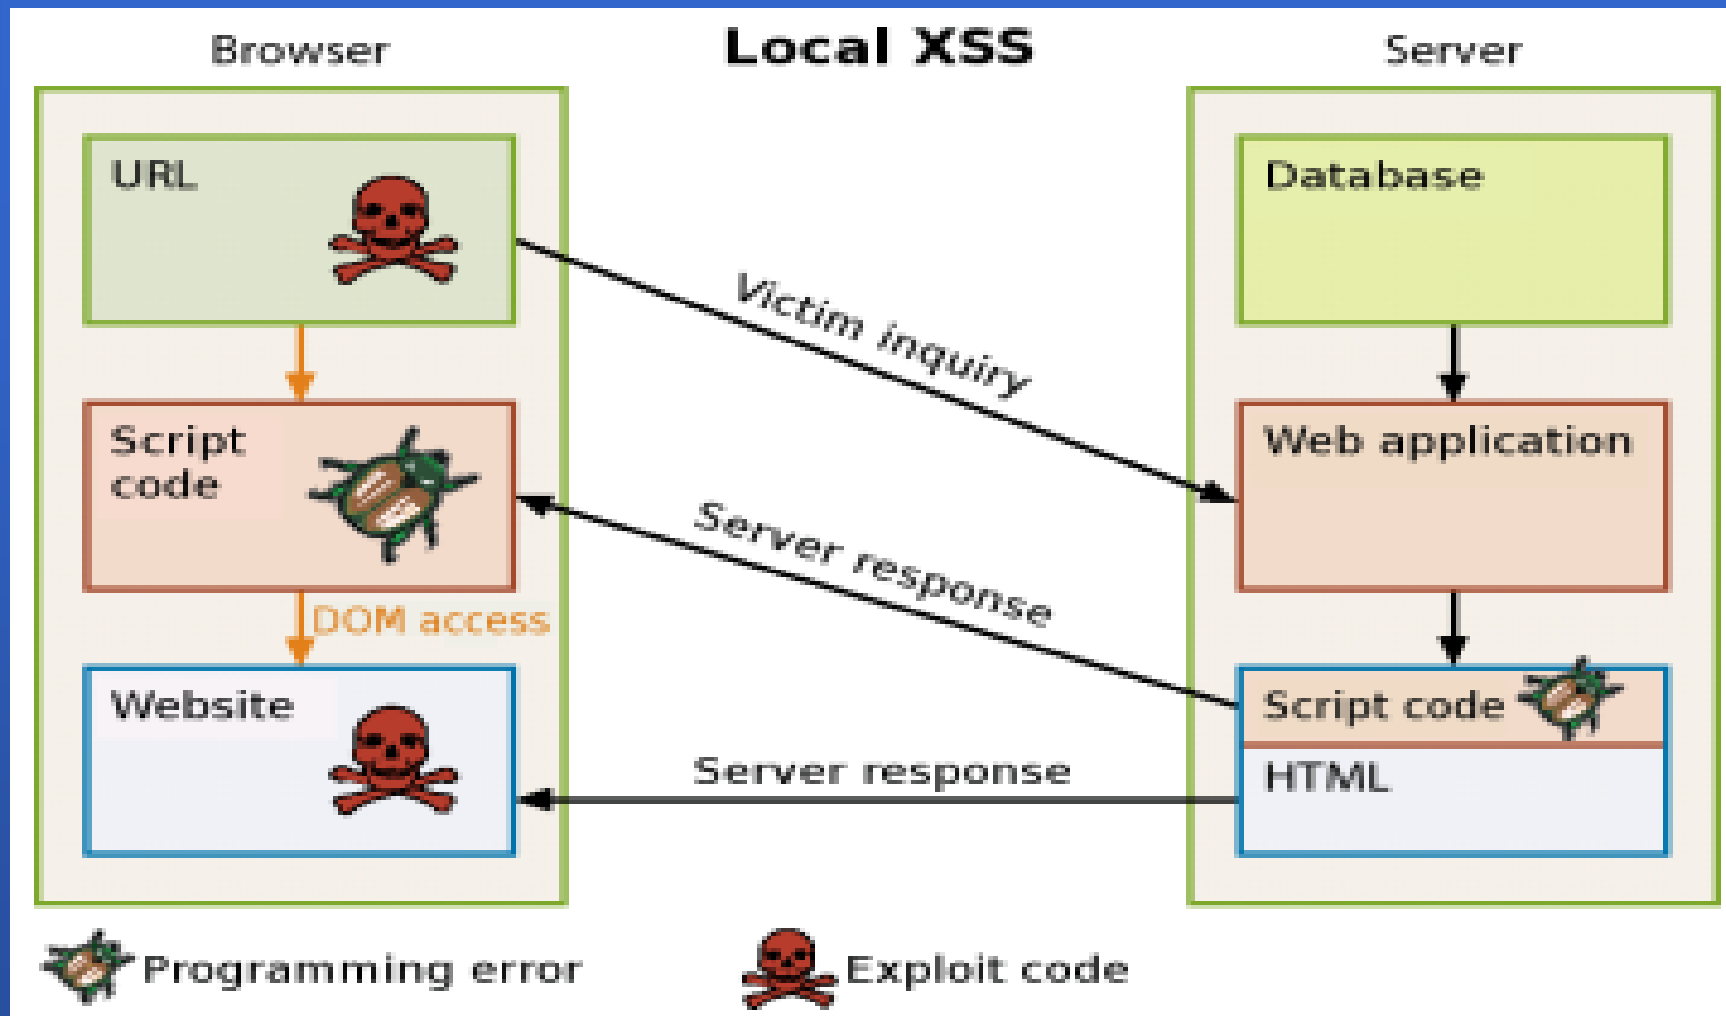 Local XSS
Browser
Server
URL
Database
Victim inquiry
Script
code
Web application
Server response
DOM access
Website
Script code
Server response
HTML
Programming error
Exploit code